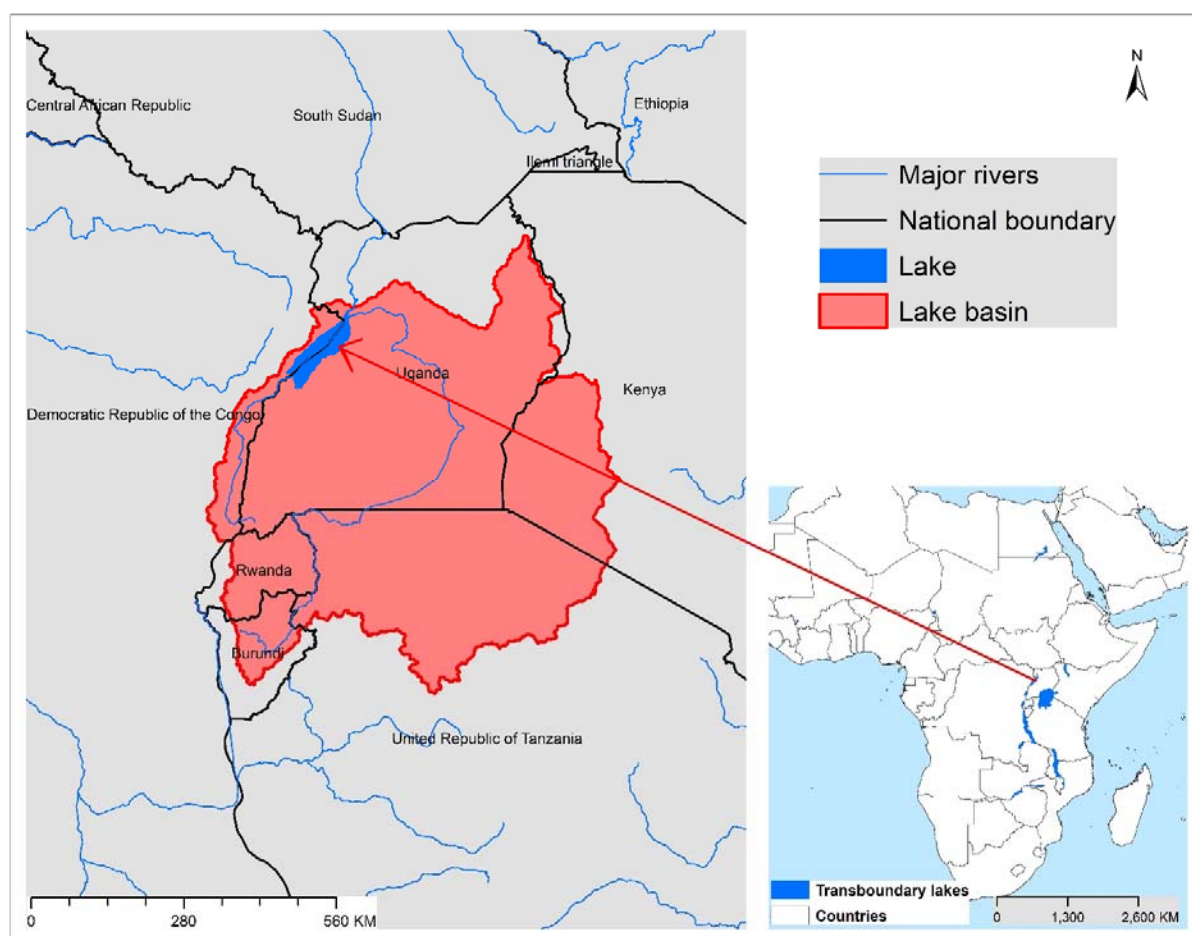 N
Central African Republic
South Sudan
Ethiopia
Ilemi triangle
Major rivers
National boundary
Lake
Lake basin
Uganda
Kenya
Democratic Republic of the Congo
Rwanda
Burundi
United Republic of Tanzania
0 280 560 KM
Transboundary lakes
Countries
0 1,300 2,600 KM